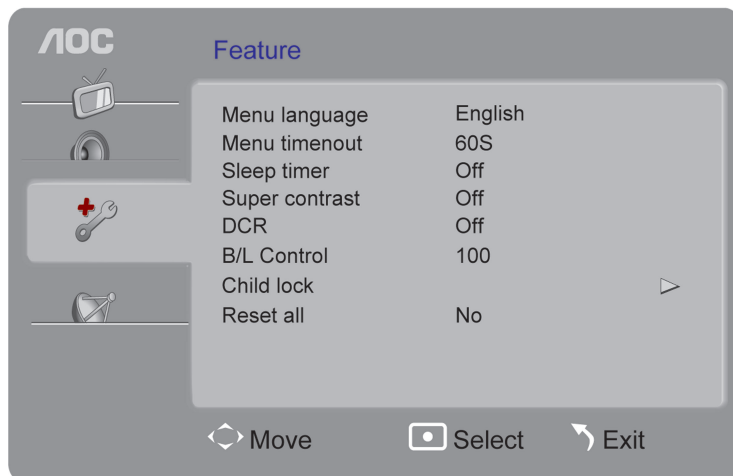 AOC
Feature
Menu language English
Menu timenout 60S
Sleep timer Off
Super contrast Off
DCR Off
B/L Control 100
Child lock
Reset all No
Move Select Exit